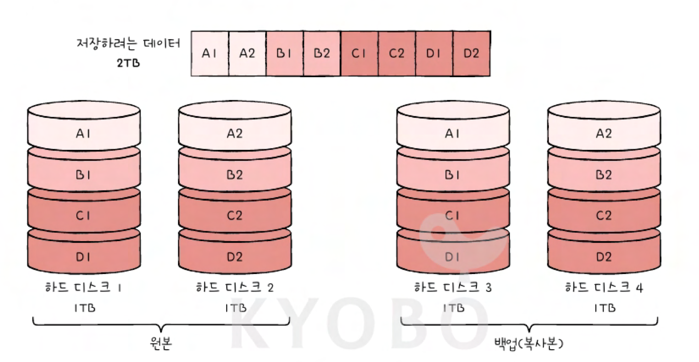 저장하려는 데이터
2TB
A1 A2 B1 B2 C1 C2 D1 D2
A1 A2 A1 A2
B1 B2 B1 B2
C1 C2 C1 C2
D1 D2 D1 D2
하드 디스크 1 하드 디스크 2 하드 디스크 3 하드 디스크 4
1TB 1TB 1TB 1TB
원본 백업(복사본)
KYOBO